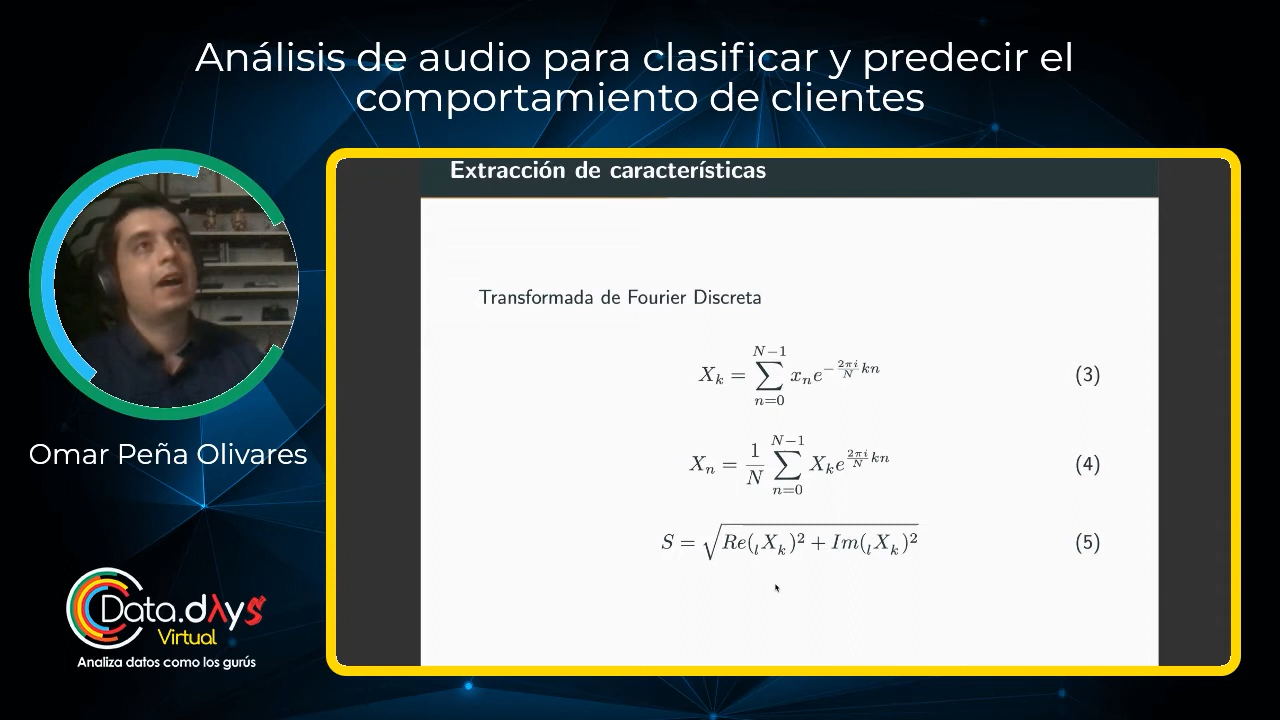 Análisis de audio para clasificar y predecir el
comportamiento de clientes
Extracción de características
Transformada de Fourier Discreta
X_k = \sum_{n=0}^{N-1} x_n e^{-\frac{2\pi i}{N} kn} (3)
X_n = \frac{1}{N} \sum_{n=0}^{N-1} X_k e^{\frac{2\pi i}{N} kn} (4)
S = \sqrt{Re({}_l X_k)^2 + Im({}_l X_k)^2} (5)
Omar Peña Olivares
Data.dλys
Virtual
Analiza datos como los gurús